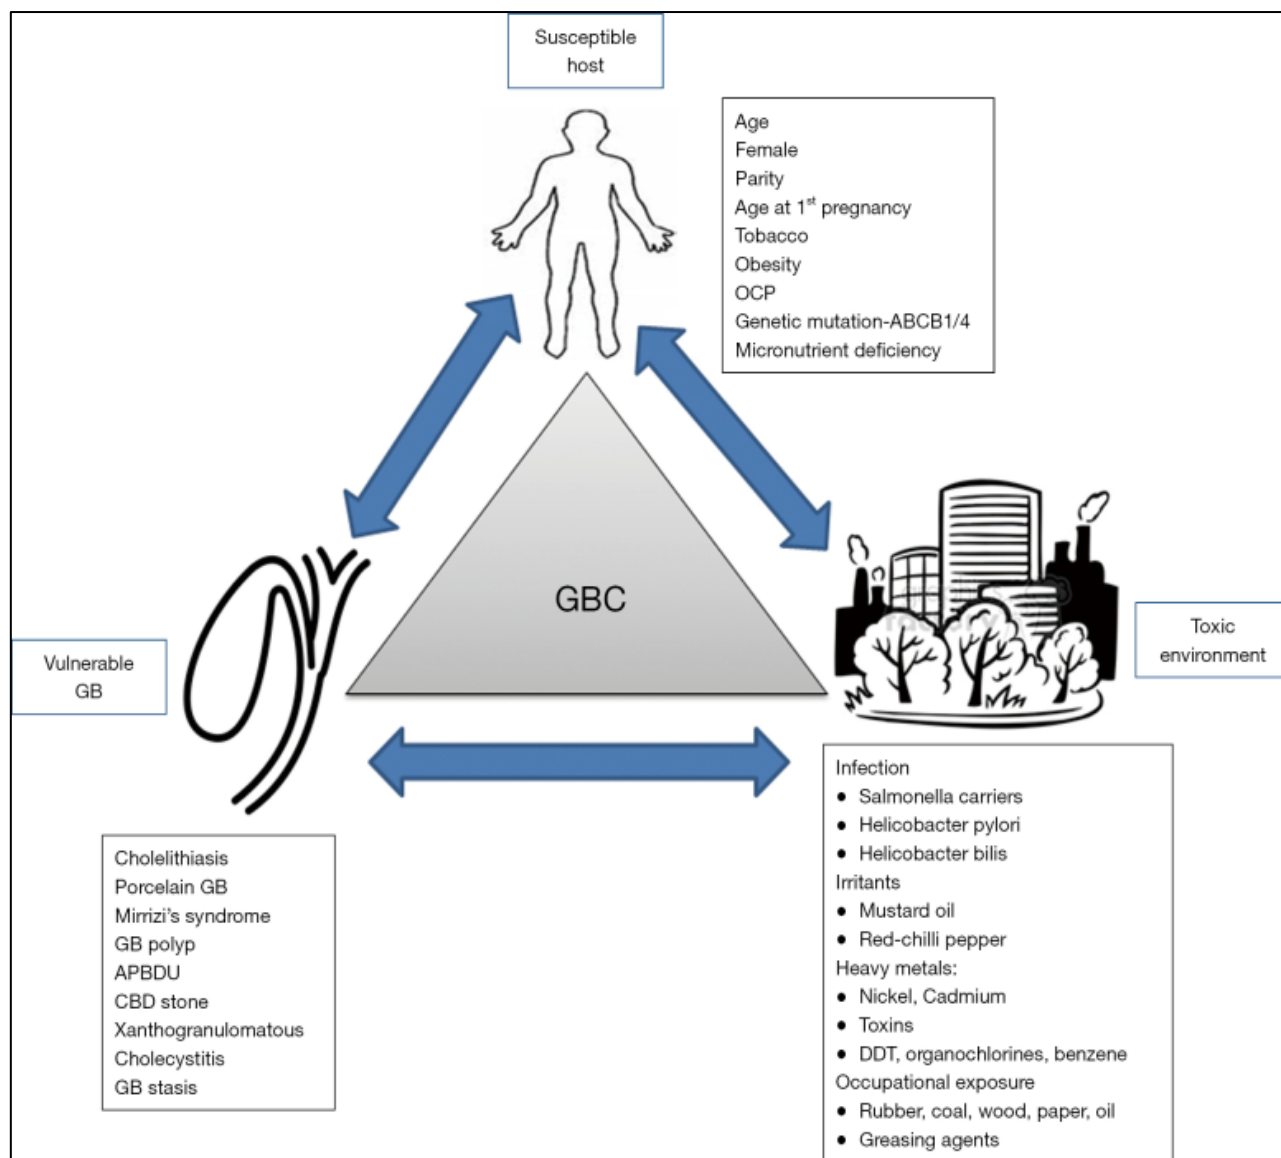 Susceptible
host
Age
Female
Parity
Age at 1st pregnancy
Tobacco
Obesity
OCP
Genetic mutation-ABCB1/4
Micronutrient deficiency
GBC
Vulnerable
GB
Toxic
environment
Cholelithiasis
Porcelain GB
Mirrizi's syndrome
GB polyp
APBDU
CBD stone
Xanthogranulomatous
Cholecystitis
GB stasis
Infection
● Salmonella carriers
● Helicobacter pylori
● Helicobacter bilis
Irritants
● Mustard oil
● Red-chilli pepper
Heavy metals:
● Nickel, Cadmium
● Toxins
● DDT, organochlorines, benzene
Occupational exposure
● Rubber, coal, wood, paper, oil
● Greasing agents